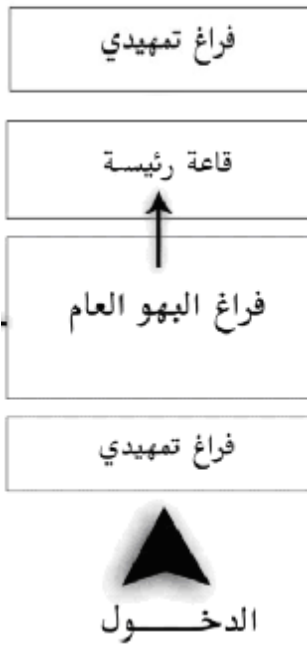 فراغ تمهيدي
قاعة رئيسة
فراغ البهو العام
فراغ تمهيدي
الدخـــــول